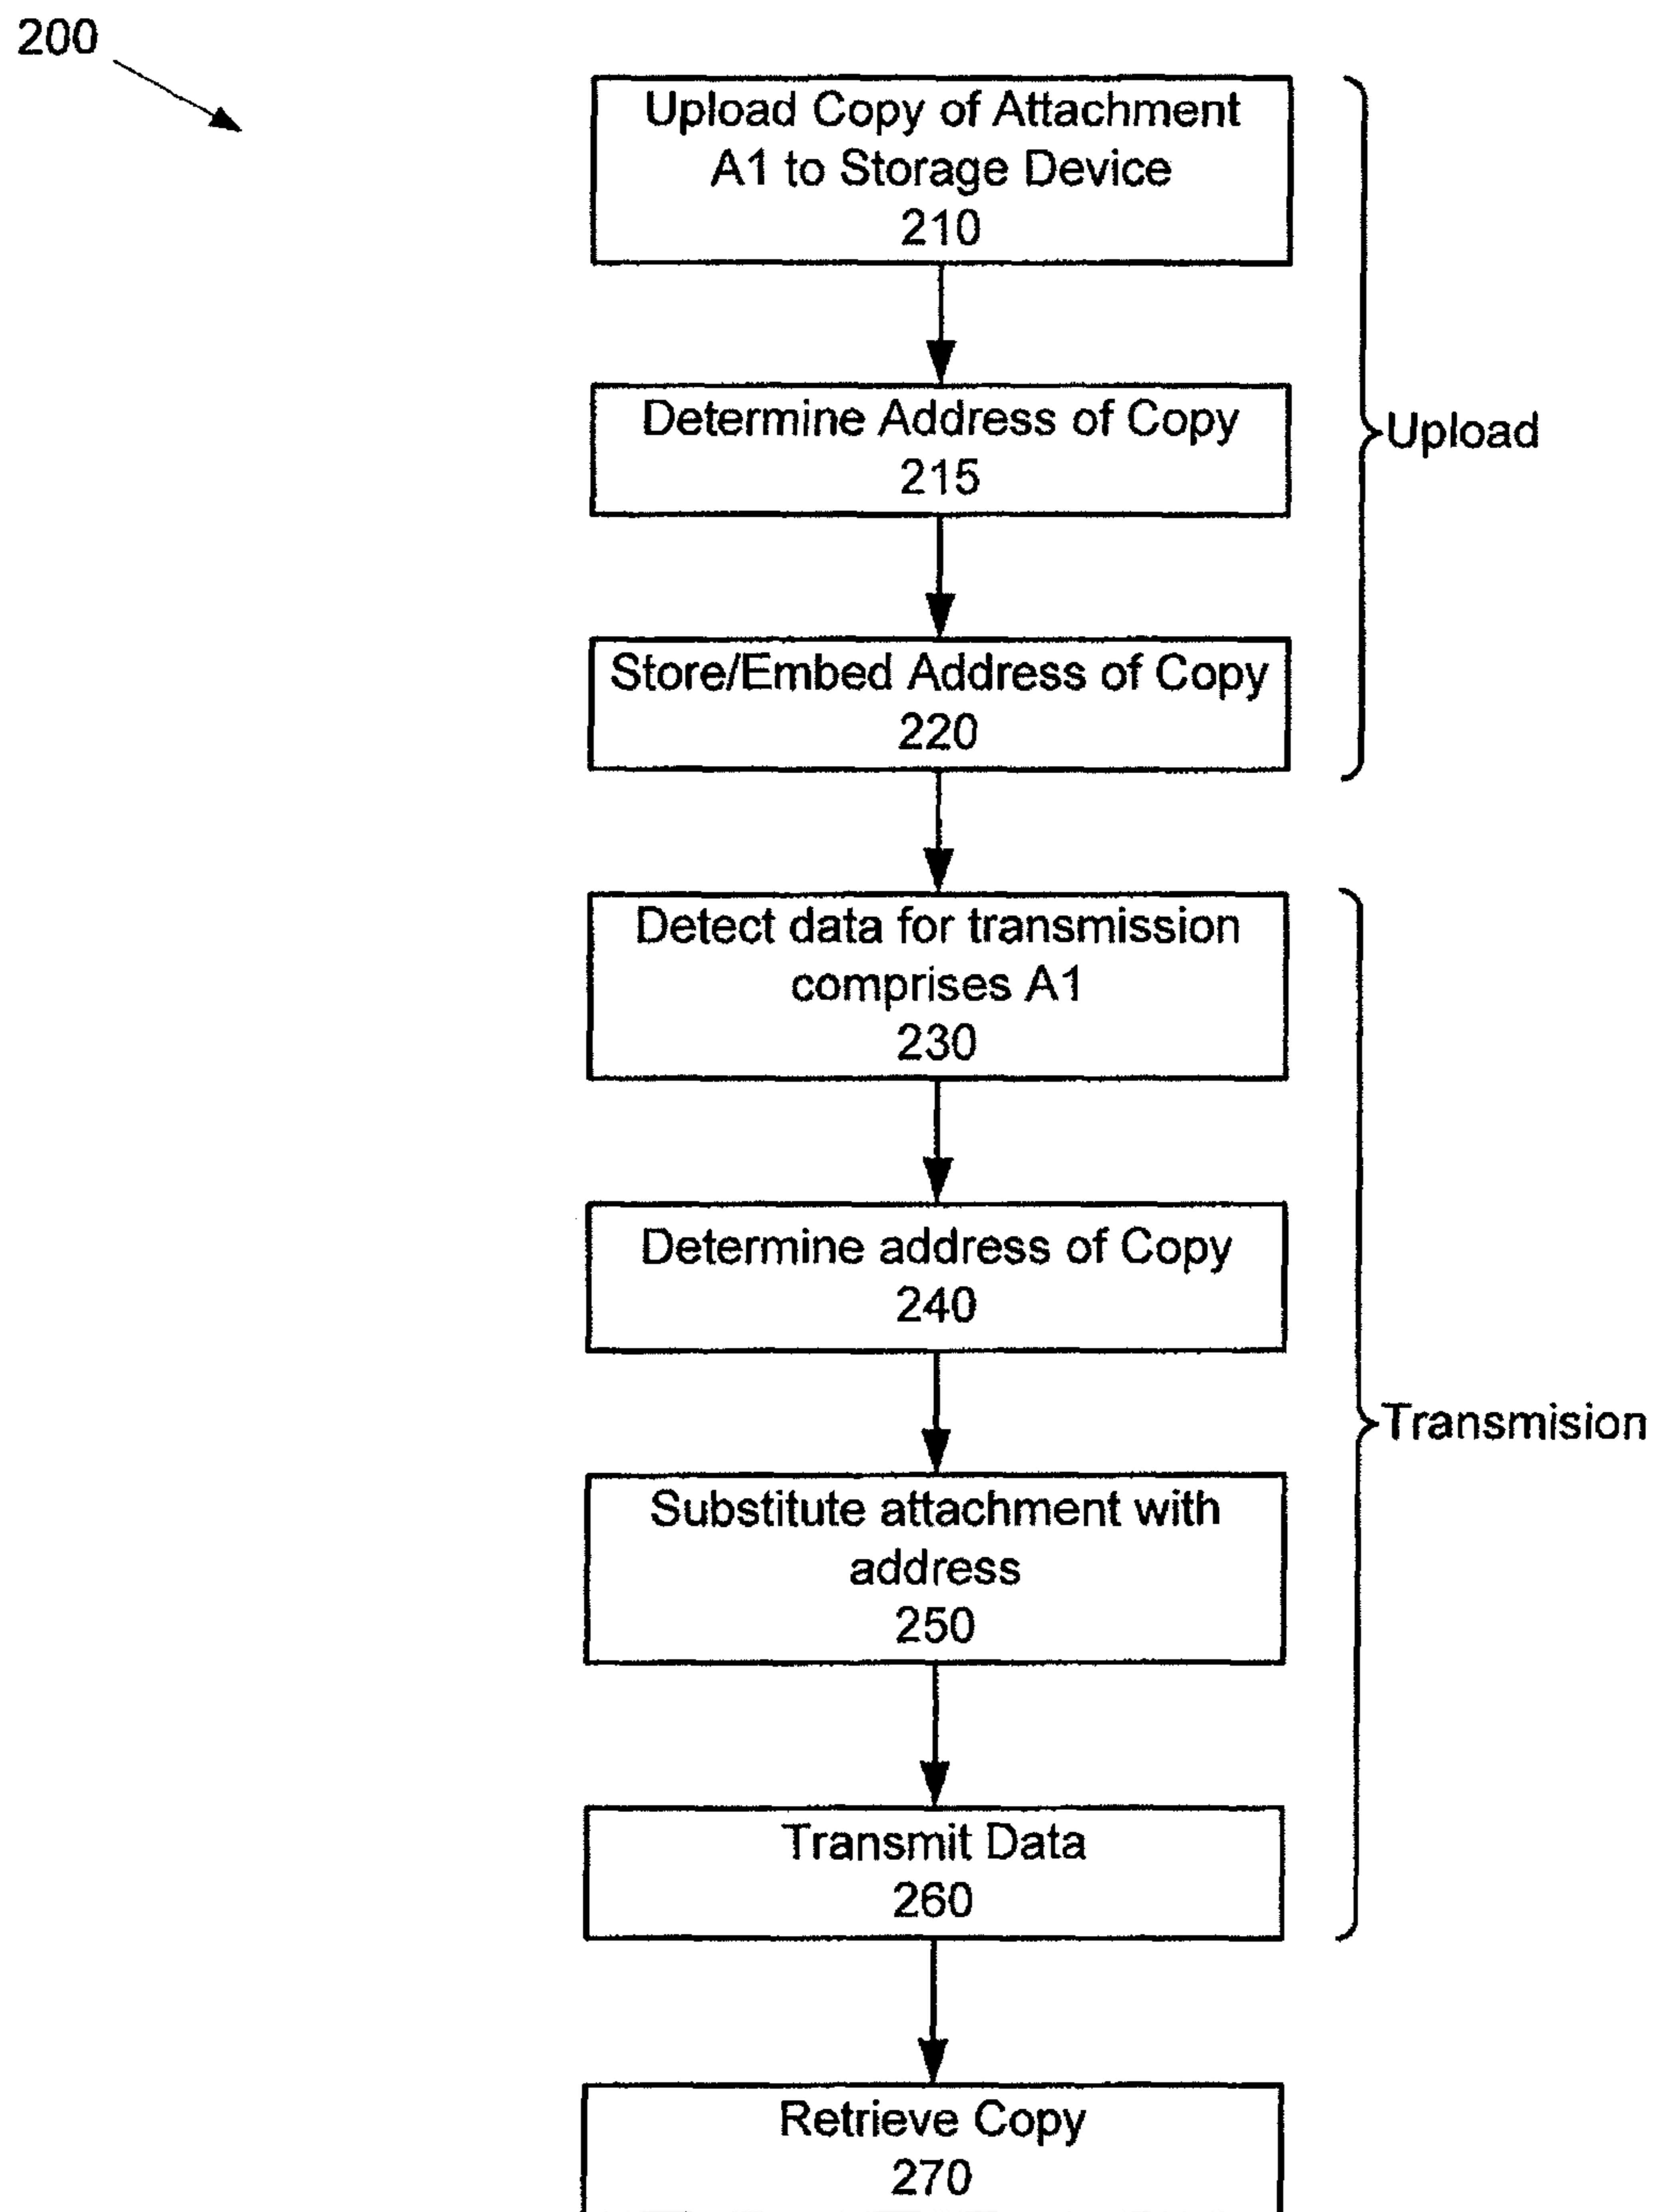 200
Upload Copy of Attachment
A1 to Storage Device
210
Determine Address of Copy
215
Store/Embed Address of Copy
220
Upload
Detect data for transmission
comprises A1
230
Determine address of Copy
240
Substitute attachment with
address
250
Transmit Data
260
Transmision
Retrieve Copy
270